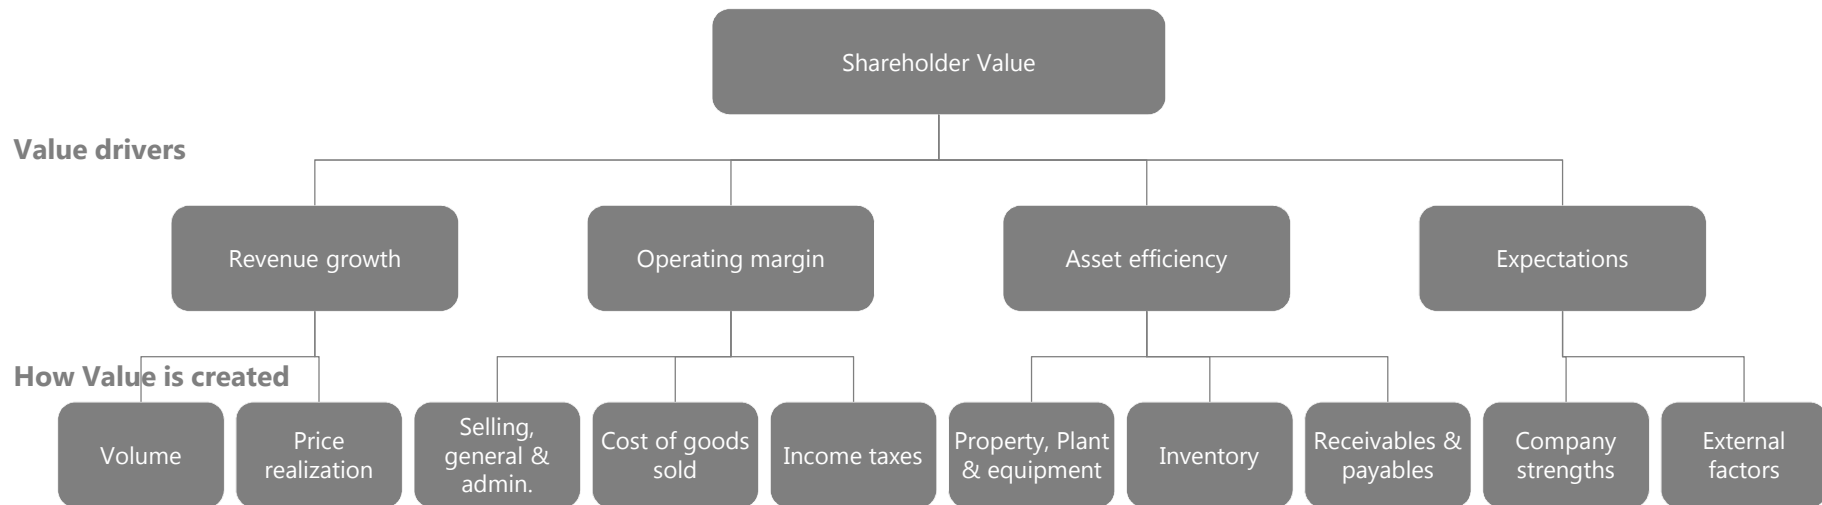 Shareholder Value
Value drivers
Revenue growth
Operating margin
Asset efficiency
Expectations
How Value is created
Volume
Price
realization
Selling,
general &
admin.
Cost of goods
sold
Income taxes
Property, Plant
& equipment
Inventory
Receivables &
payables
Company
strengths
External
factors